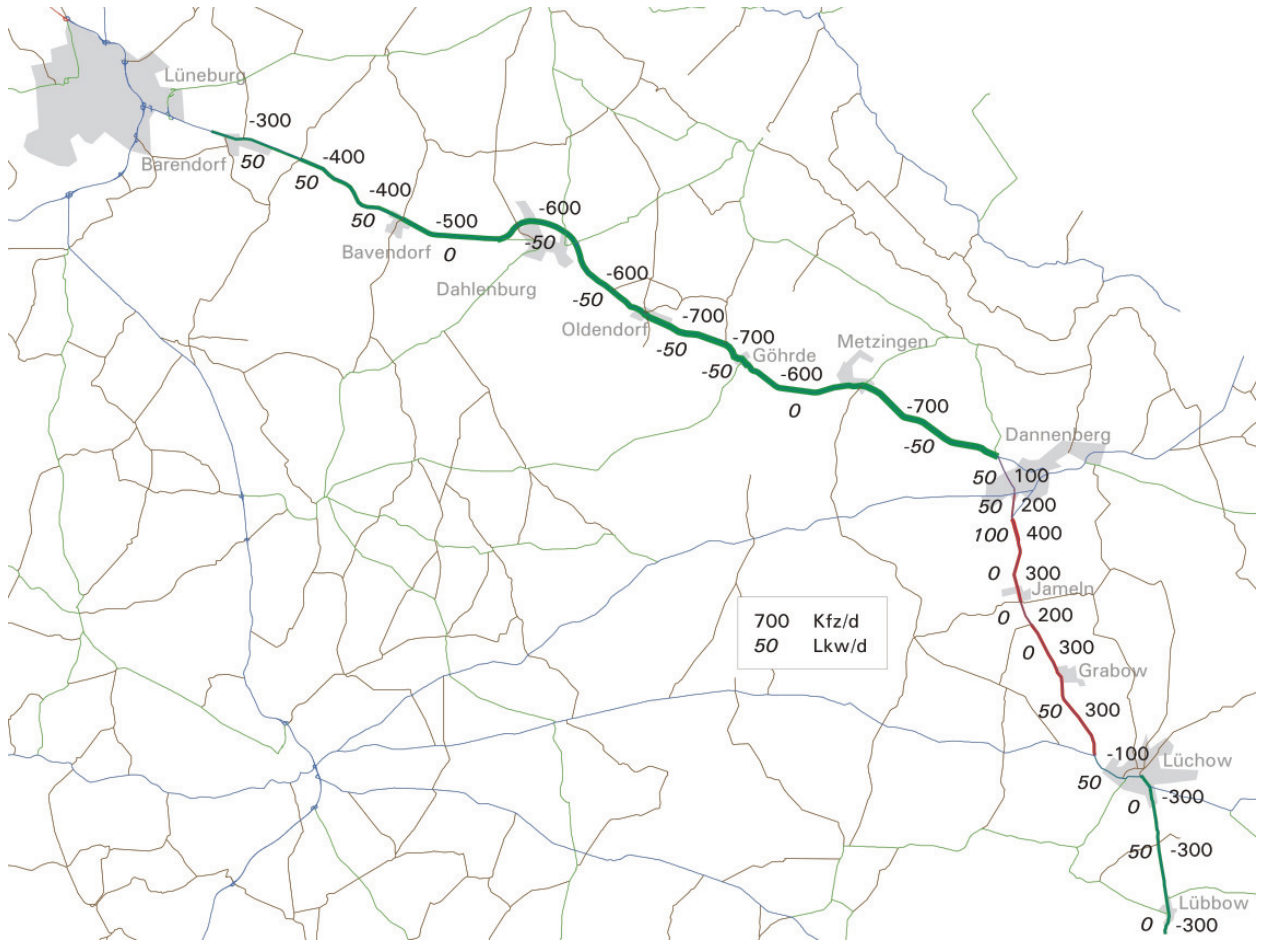 Lüneburg
-300
Barendorf
50
-400
50
-400
50
Bavendorf
-500
0
-600
-50
Dahlenburg
-600
-50
Oldendorf
-700
-50
-700
-50
Göhrde
Metzingen
-600
0
-700
-50
Dannenberg
50 100
50 200
100 400
0 300
Jameln
0 200
0 300
Grabow
50 300
700 Kfz/d
50 Lkw/d
-100
Lüchow
50
0 -300
50 -300
Lübbow
0 -300